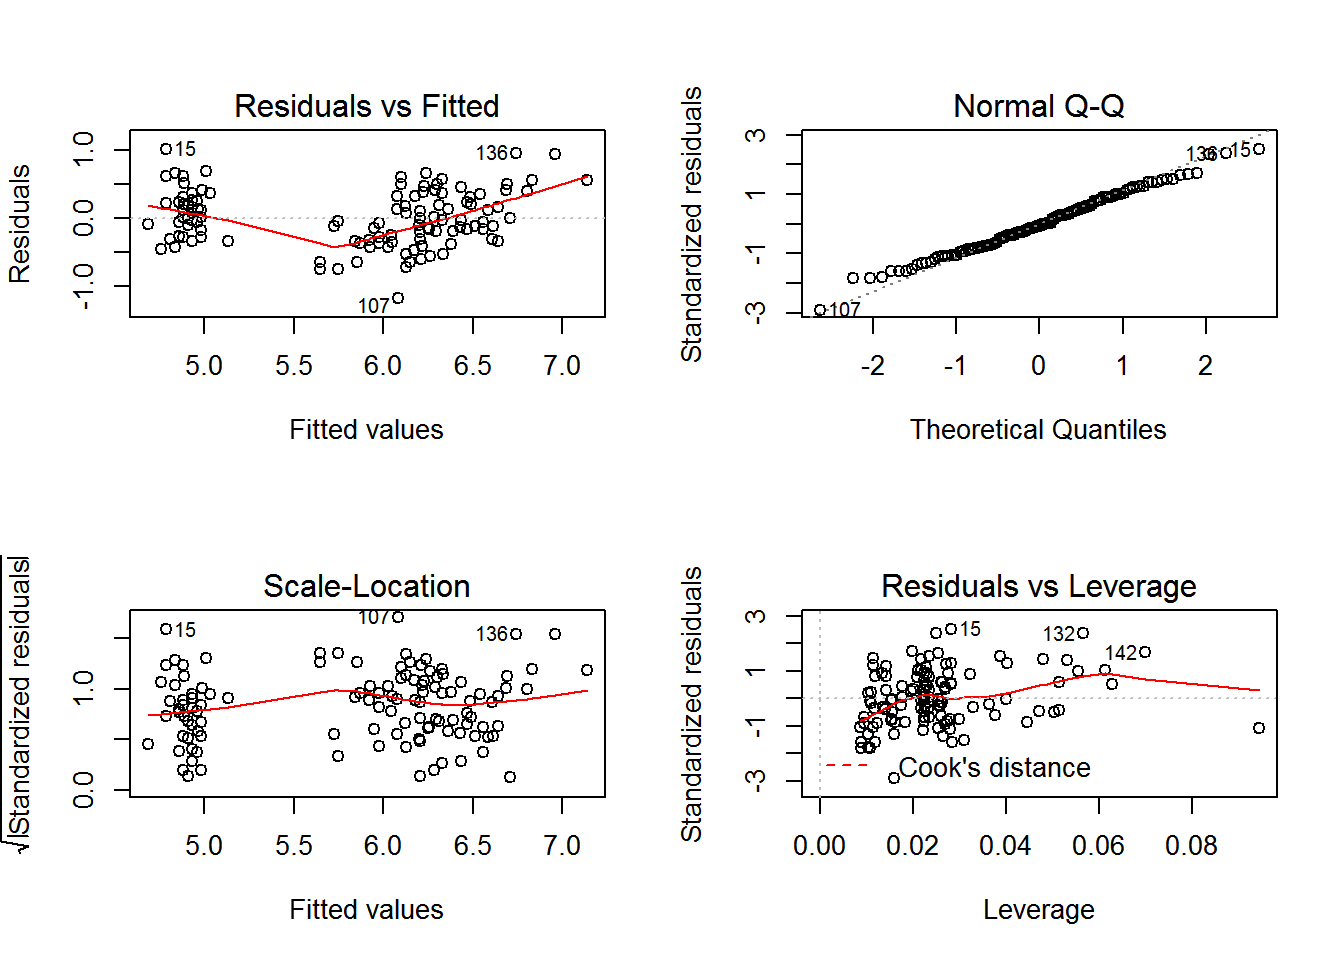 Residuals vs Fitted
Residuals
1.0
0.0
-1.0
15
136
107
5.0 5.5 6.0 6.5 7.0
Fitted values
Normal Q-Q
Standardized residuals
3
1
-1
-3
136
15
107
-2 -1 0 1 2
Theoretical Quantiles
Scale-Location
√|Standardized residuals|
1.0
0.0
15
107
136
5.0 5.5 6.0 6.5 7.0
Fitted values
Residuals vs Leverage
Standardized residuals
3
1
-1
-3
15
132
142
Cook's distance
0.00 0.02 0.04 0.06 0.08
Leverage